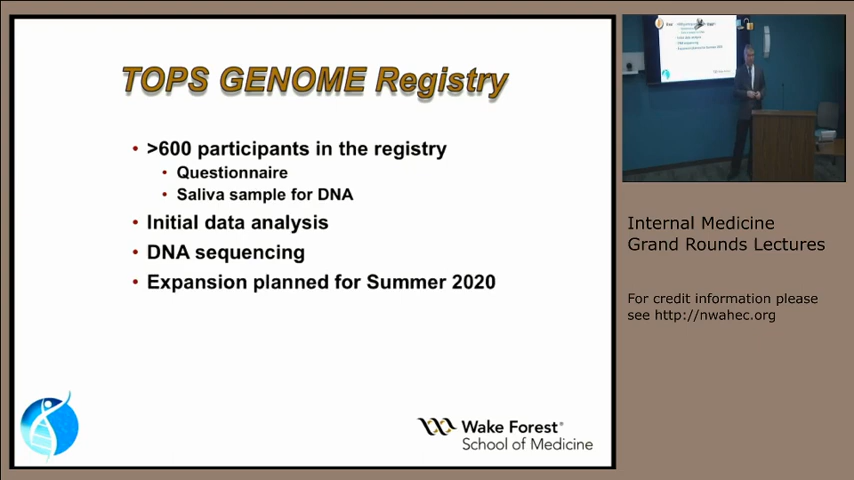 TOPS GENOME Registry
• >600 participants in the registry
• Questionnaire
• Saliva sample for DNA
• Initial data analysis
• DNA sequencing
• Expansion planned for Summer 2020
Wake Forest®
School of Medicine
Internal Medicine
Grand Rounds Lectures
For credit information please
see http://nwahec.org